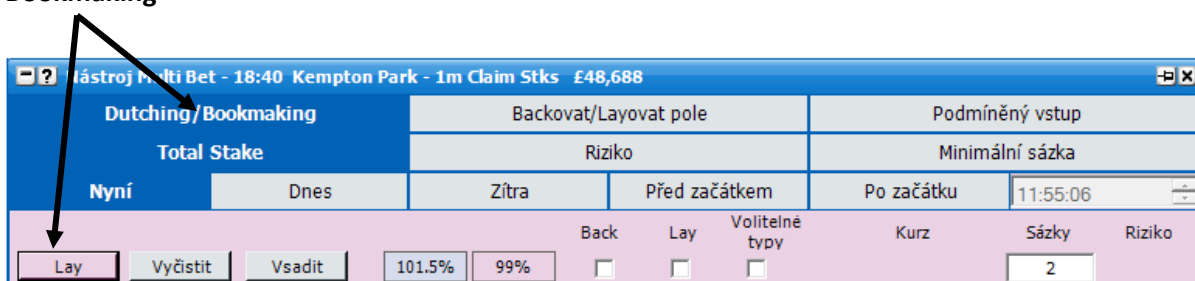 Bookmaking
Nástroj Multi Bet - 18:40 Kempton Park - 1m Claim Stks £48,688
Dutching/Bookmaking Backovat/Layovat pole Podmíněný vstup
Total Stake Riziko Minimální sázka
Nyní Dnes Zítra Před začátkem Po začátku 11:55:06
Back Lay Volitelné typy Kurz Sázky Riziko
Lay Vyčistit Vsadit 101.5% 99% 2